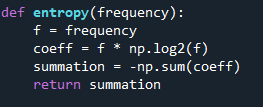 def entropy(frequency):
    f = frequency
    coeff = f * np.log2(f)
    summation = -np.sum(coeff)
    return summation